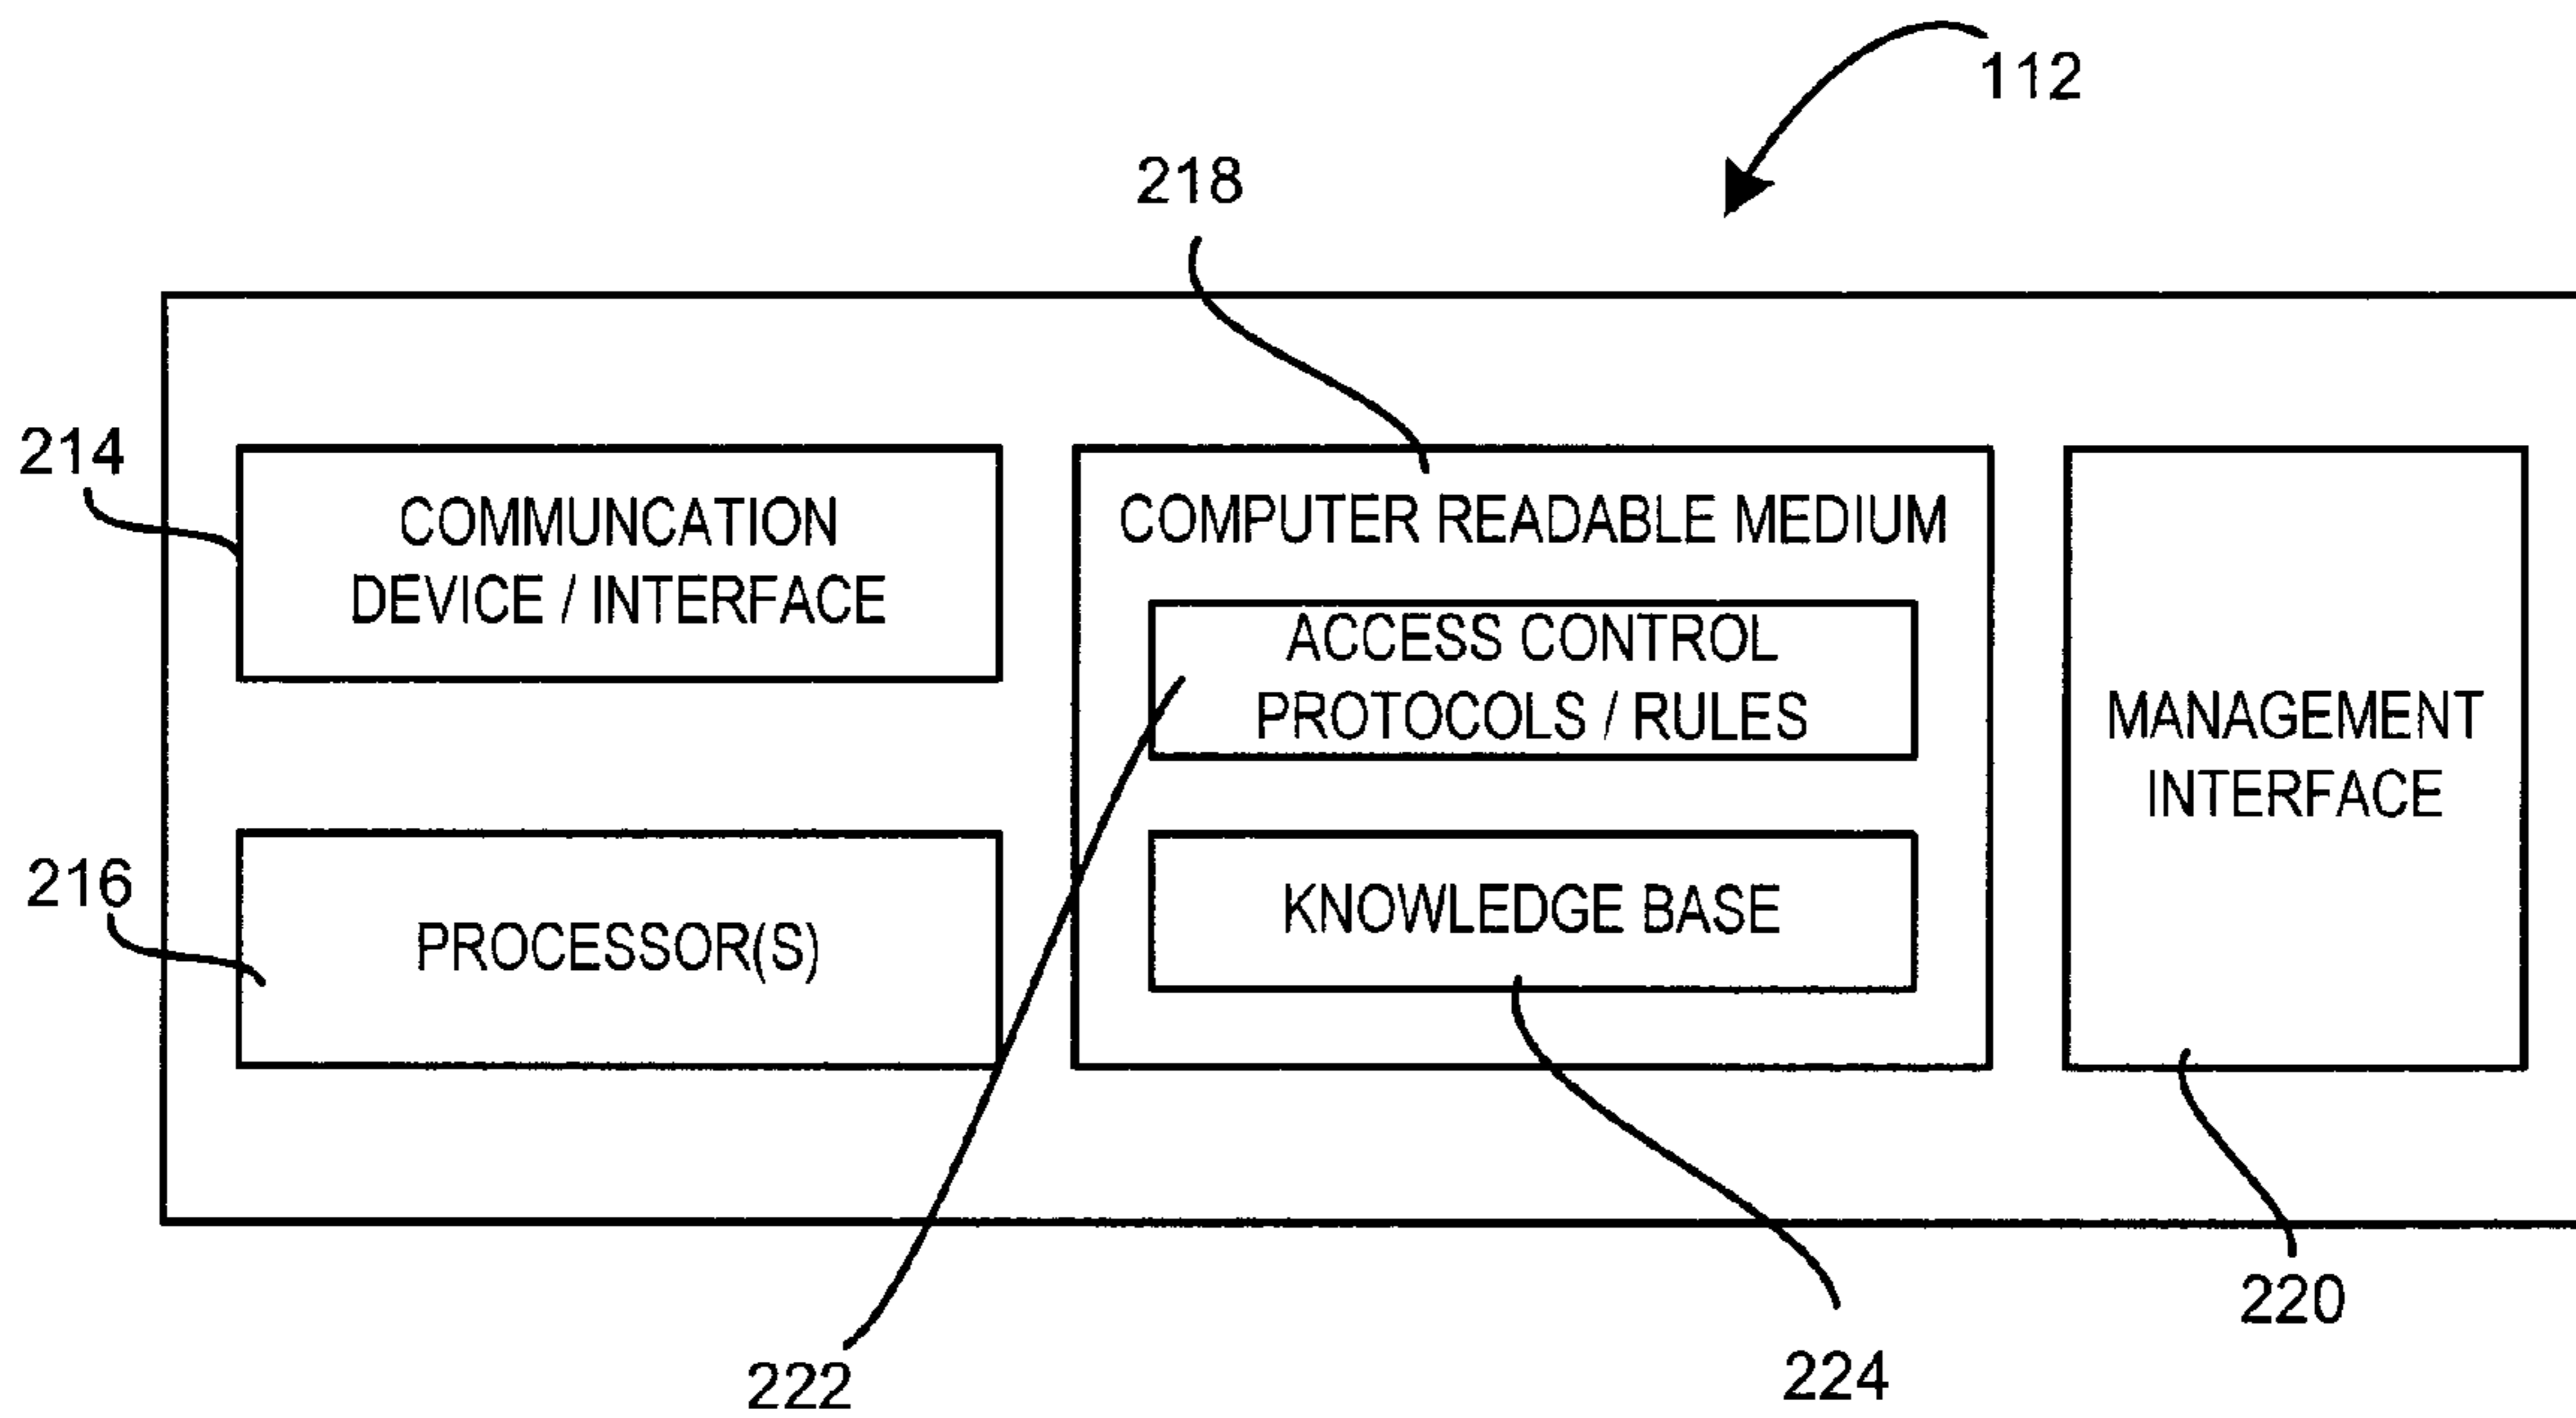 112
218
214
COMMUNCATION
DEVICE / INTERFACE
COMPUTER READABLE MEDIUM
ACCESS CONTROL
PROTOCOLS / RULES
MANAGEMENT
INTERFACE
216
PROCESSOR(S)
KNOWLEDGE BASE
220
222
224